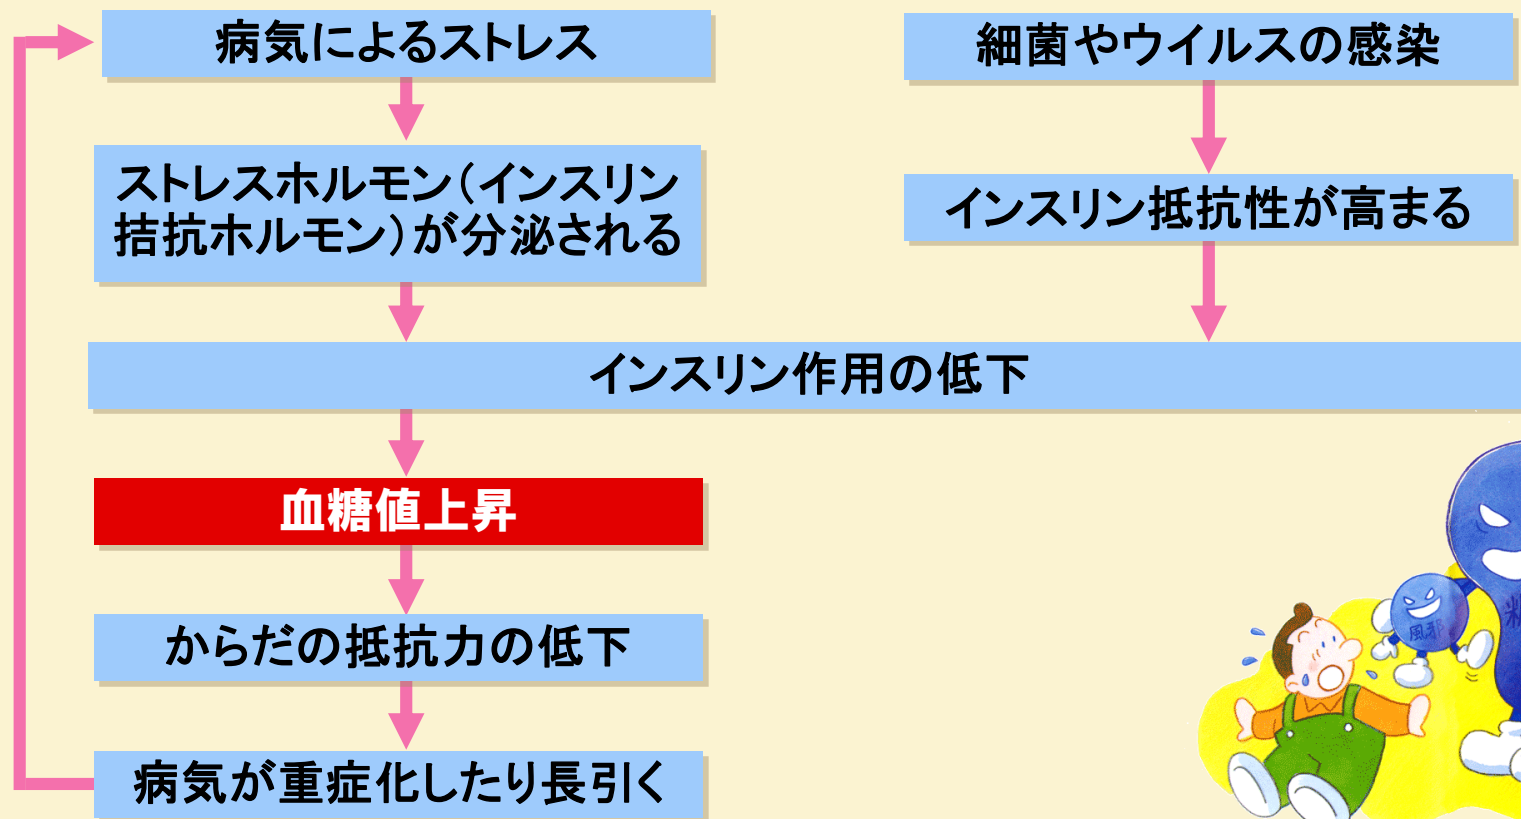 病気によるストレス
細菌やウイルスの感染
ストレスホルモン（インスリン
拮抗ホルモン）が分泌される
インスリン抵抗性が高まる
インスリン作用の低下
血糖値上昇
からだの抵抗力の低下
風邪
病気が重症化したり長引く